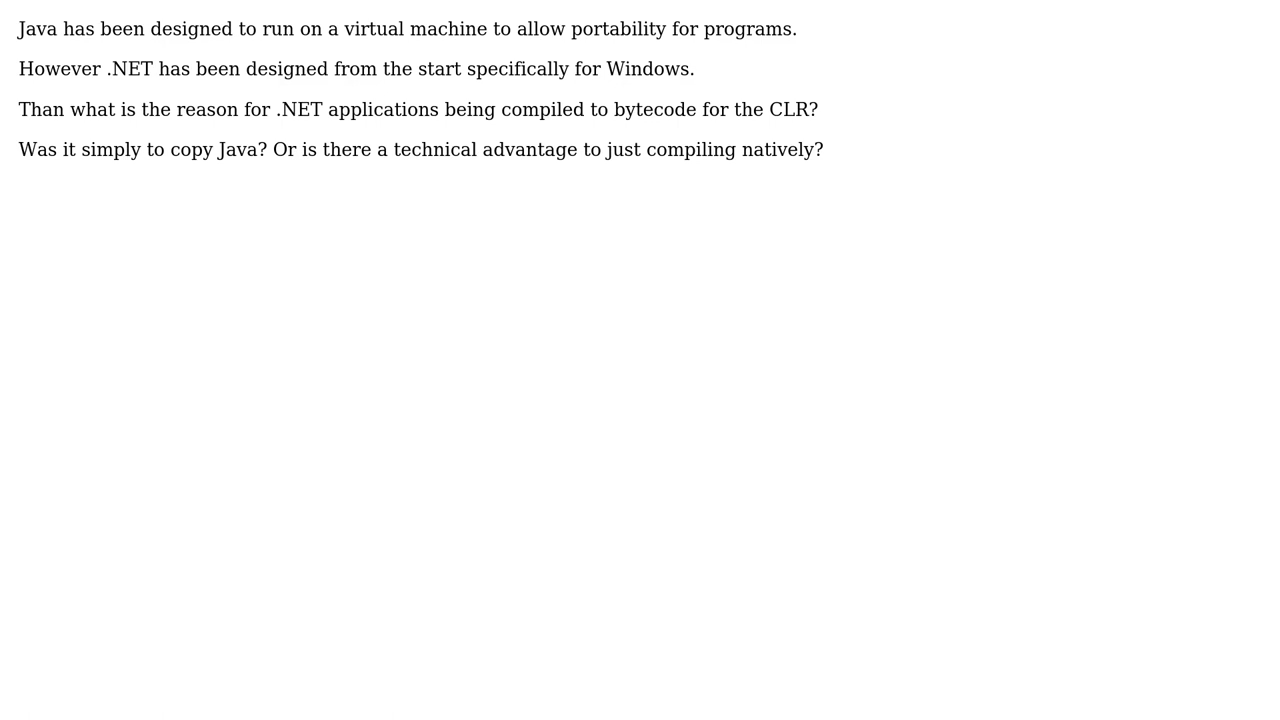 Java has been designed to run on a virtual machine to allow portability for programs.
However .NET has been designed from the start specifically for Windows.
Than what is the reason for .NET applications being compiled to bytecode for the CLR?
Was it simply to copy Java? Or is there a technical advantage to just compiling natively?